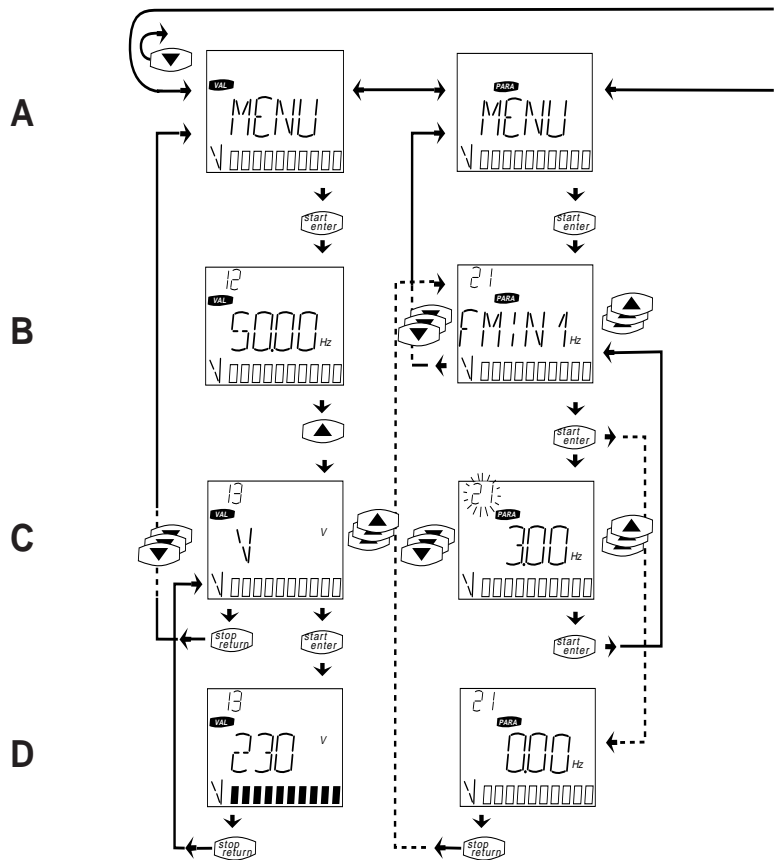 A
VAL
MENU
V
PARA
MENU
V
start
enter
start
enter
B
12
VAL
50.00 Hz
V
21
PARA
FMIN1 Hz
V
start
enter
C
13
VAL
V
V
V
21
PARA
3.00 Hz
V
stop
return
start
enter
start
enter
D
13
VAL
230 V
V
21
PARA
0.00 Hz
V
stop
return
stop
return